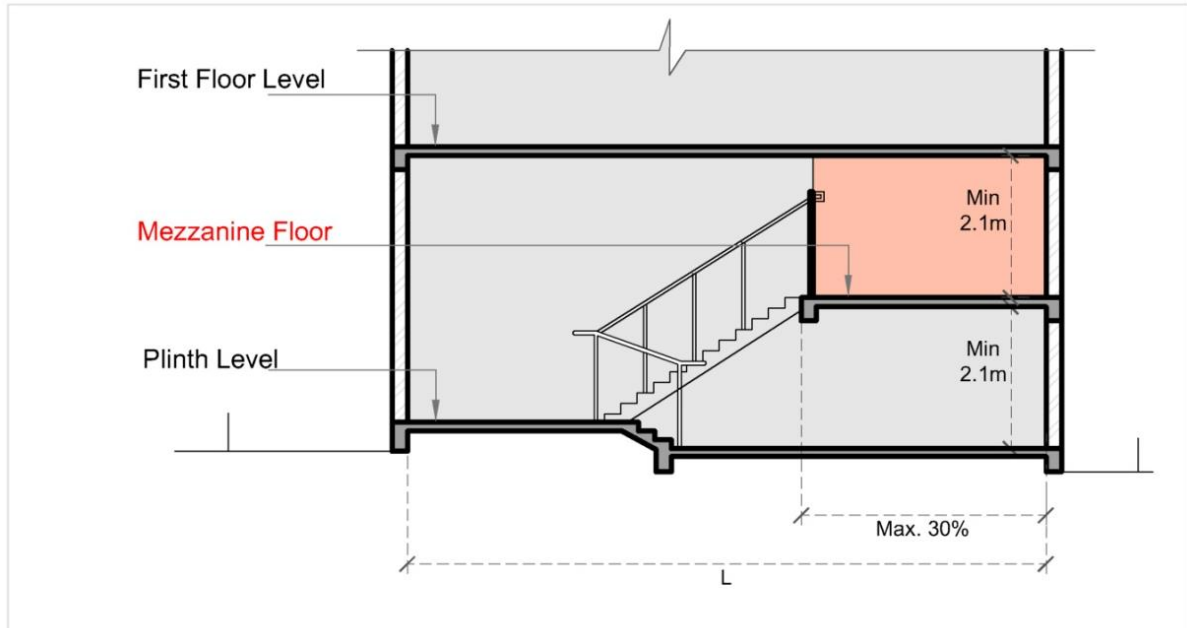 First Floor Level
Min
2.1m
Mezzanine Floor
Plinth Level
Min
2.1m
Max. 30%
L